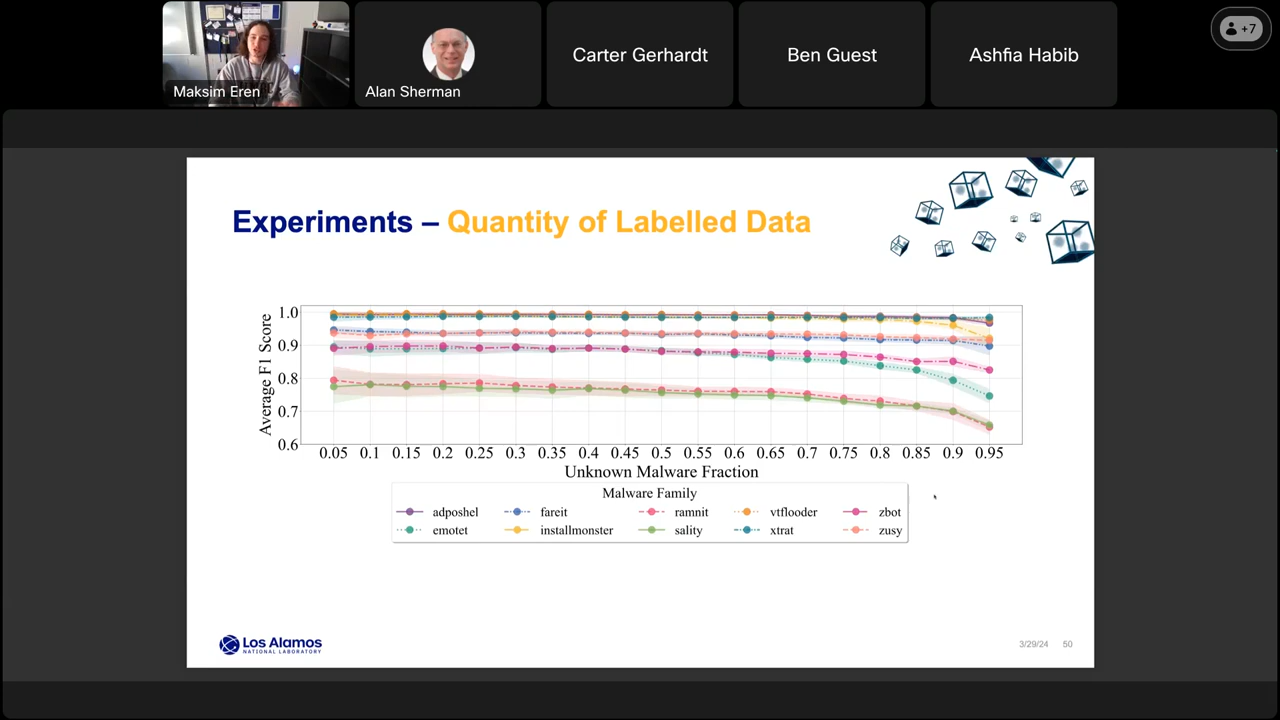 Maksim Eren
Alan Sherman
Carter Gerhardt
Ben Guest
Ashfia Habib
+7
Experiments – Quantity of Labelled Data
Average F1 Score
1.0
0.9
0.8
0.7
0.6
0.05 0.1 0.15 0.2 0.25 0.3 0.35 0.4 0.45 0.5 0.55 0.6 0.65 0.7 0.75 0.8 0.85 0.9 0.95
Unknown Malware Fraction
Malware Family
adposhel fareit ramnit vtflooder zbot
emotet installmonster sality xtrat zusy
Los Alamos
NATIONAL LABORATORY
3/29/24 50